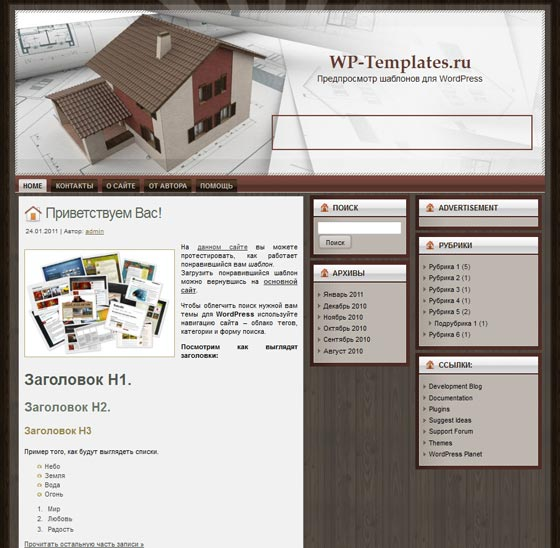 WP-Templates.ru
Предпросмотр шаблонов для WordPress
HOME
КОНТАКТЫ
О САЙТЕ
ОТ АВТОРА
ПОМОЩЬ
Приветствуем Вас!
24.01.2011 | Автор: admin
На данном сайте вы можете
протестировать, как работает
понравившийся вам шаблон.
Загрузить понравившийся шаблон
можно вернувшись на основной
сайт.
Чтобы облегчить поиск нужной вам
темы для WordPress используйте
навигацию сайта – облако тегов,
категории и форму поиска.
Посмотрим как выглядят
заголовки:
Заголовок H1.
Заголовок H2.
Заголовок H3
Пример того, как будут выглядеть списки.
Небо
Земля
Вода
Огонь
1. Мир
2. Любовь
3. Радость
Прочитать остальную часть записи »
ПОИСК
Поиск
АРХИВЫ
Январь 2011
Декабрь 2010
Ноябрь 2010
Октябрь 2010
Сентябрь 2010
Август 2010
ADVERTISEMENT
РУБРИКИ
Рубрика 1 (5)
Рубрика 2 (1)
Рубрика 3 (1)
Рубрика 4 (1)
Рубрика 5 (2)
Подрубрика 1 (1)
Рубрика 6 (1)
ССЫЛКИ:
Development Blog
Documentation
Plugins
Suggest Ideas
Support Forum
Themes
WordPress Planet